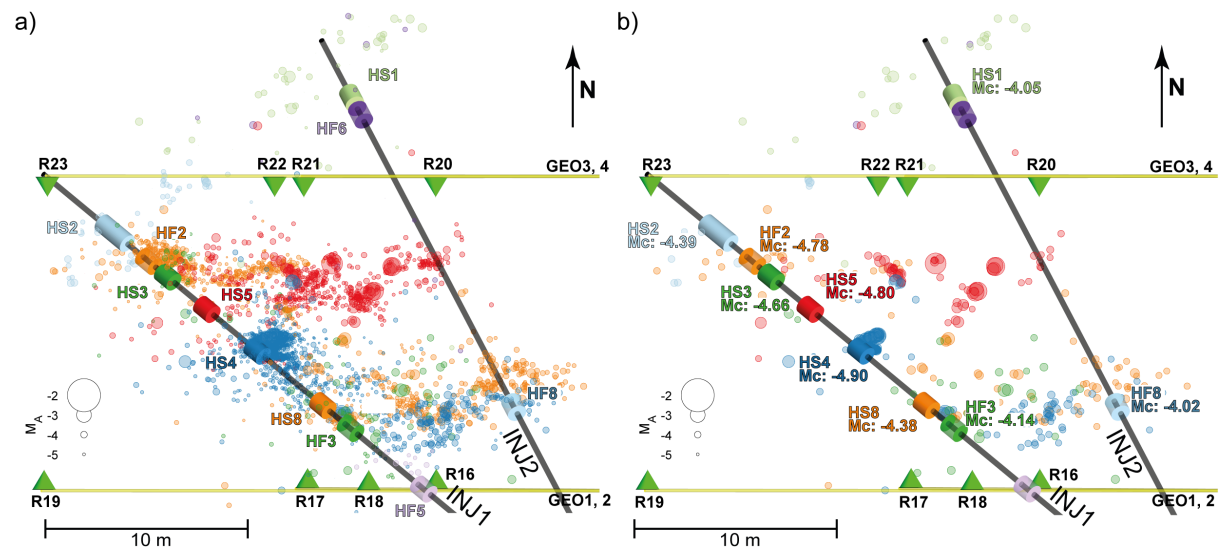 a)
HS1
HF6
N
R23
R22
R21
R20
GEO3, 4
HS2
HF2
HS3
HS5
HS4
HF8
HS8
HF3
INJ2
-2
-3
-4
-5
M_A
R19
R17
R18
R16
HF5
INJ1
GEO1, 2
10 m
b)
HS1
Mc: -4.05
N
R23
R22
R21
R20
GEO3, 4
HS2
Mc: -4.39
HF2
Mc: -4.78
HS3
Mc: -4.66
HS5
Mc: -4.80
HS4
Mc: -4.90
HF8
Mc: -4.02
HS8
Mc: -4.38
HF3
Mc: -4.14
INJ2
-2
-3
-4
-5
M_A
R19
R17
R18
R16
INJ1
GEO1, 2
10 m